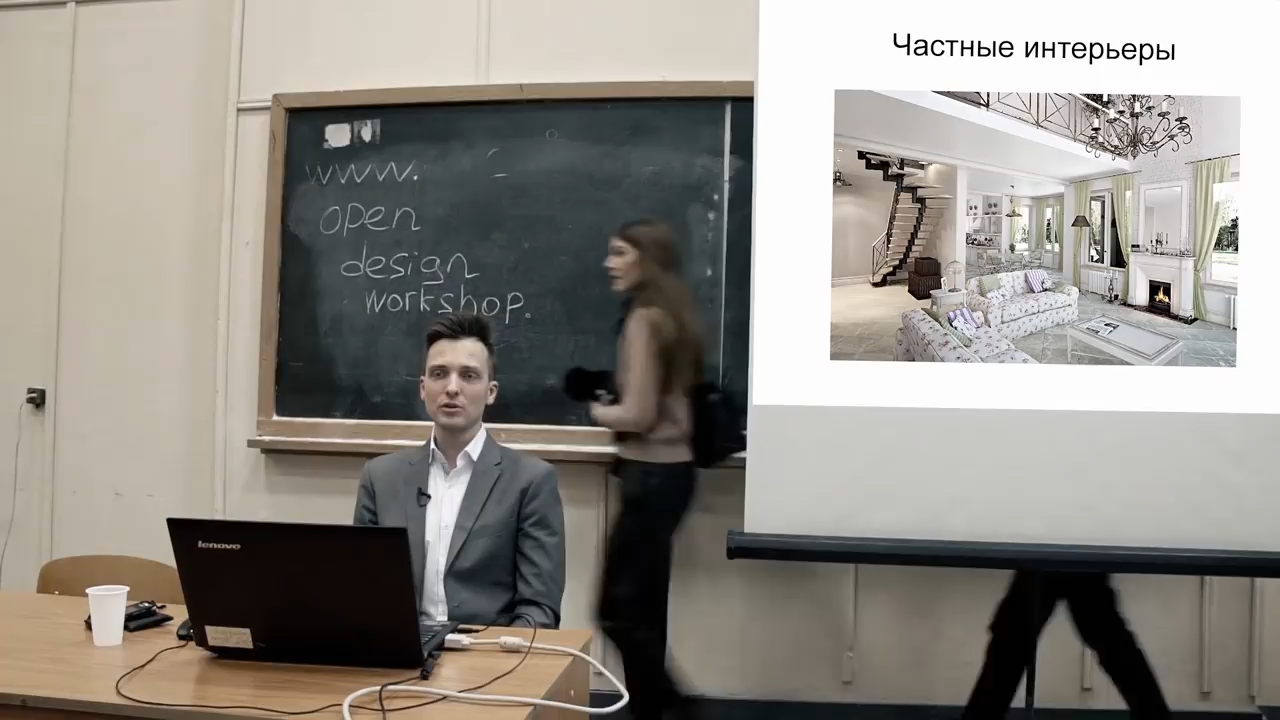 www.
open
design
workshop.
Частные интерьеры
lenovo